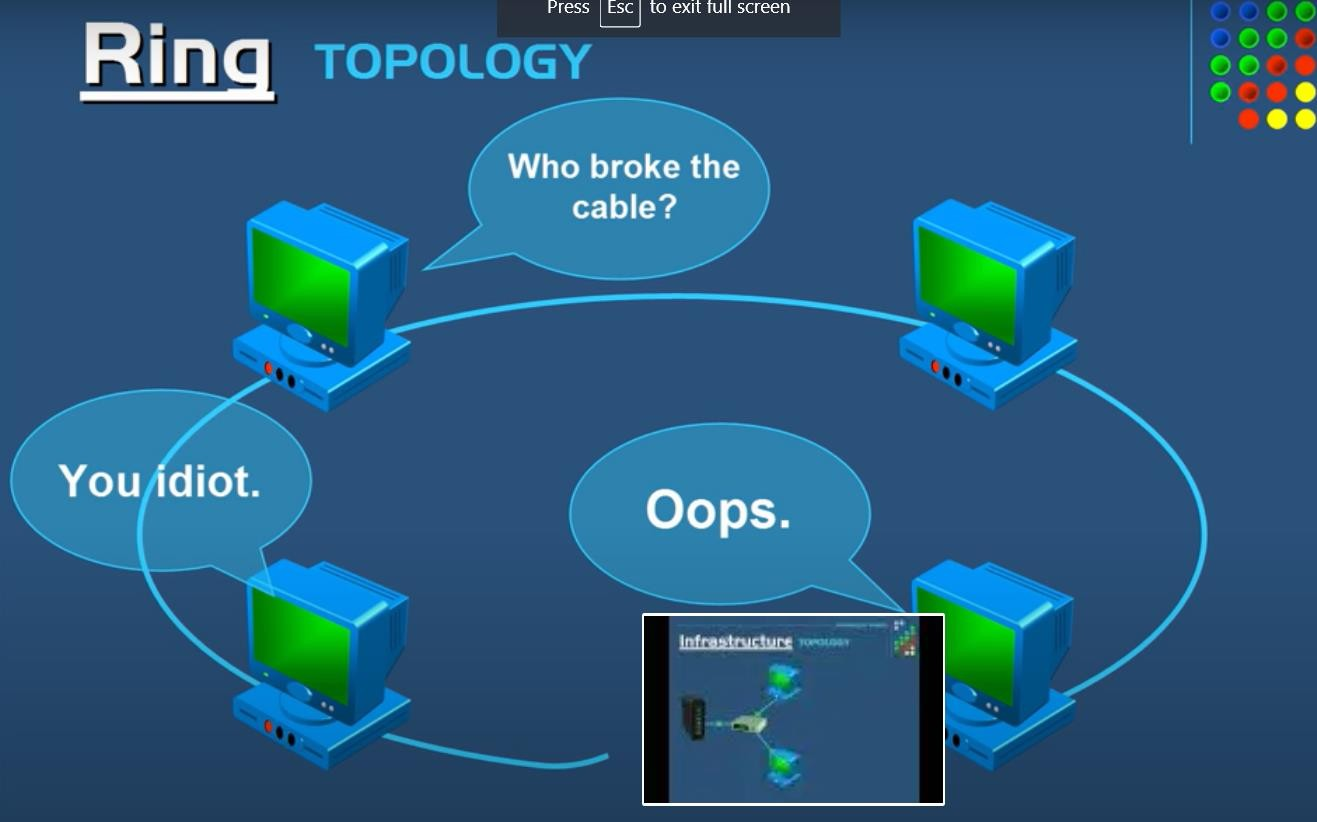 Press Esc to exit full screen
Ring TOPOLOGY
Who broke the
cable?
You idiot.
Oops.
Infrastructure TOPOLOGY